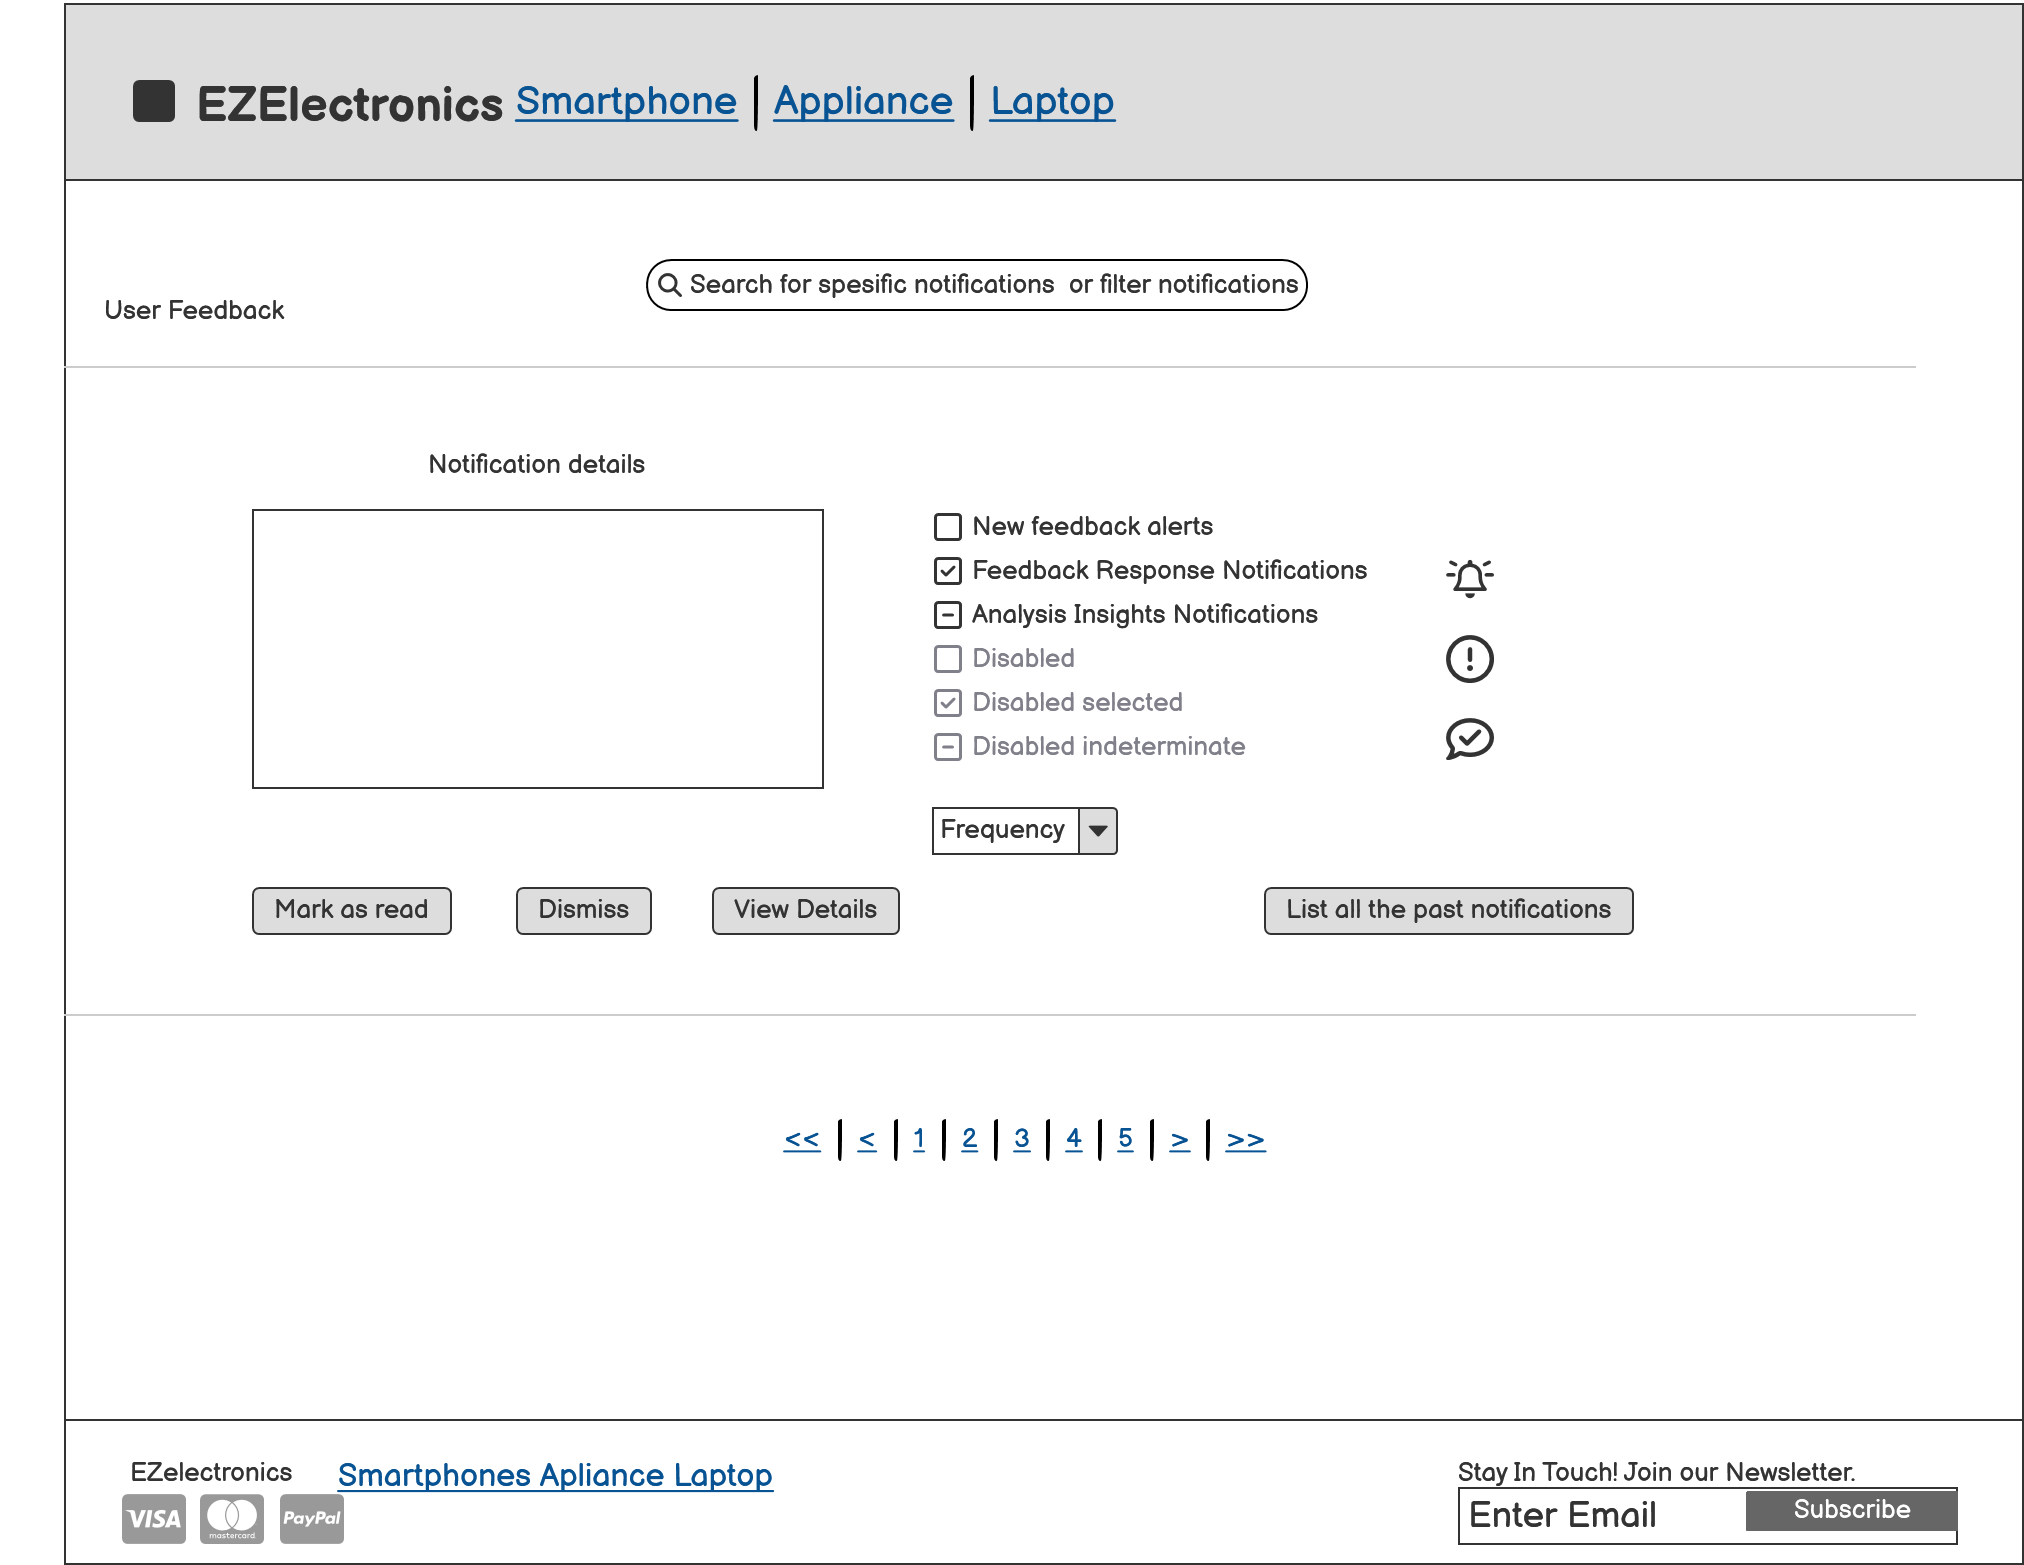 EZElectronics Smartphone Appliance Laptop
Search for spesific notifications or filter notifications
User Feedback
Notification details
New feedback alerts
Feedback Response Notifications
Analysis Insights Notifications
Disabled
Disabled selected
Disabled indeterminate
Frequency
Mark as read Dismiss View Details List all the past notifications
<< < 1 2 3 4 5 > >>
EZelectronics Smartphones Apliance Laptop
VISA mastercard PayPal
Stay In Touch! Join our Newsletter.
Enter Email Subscribe